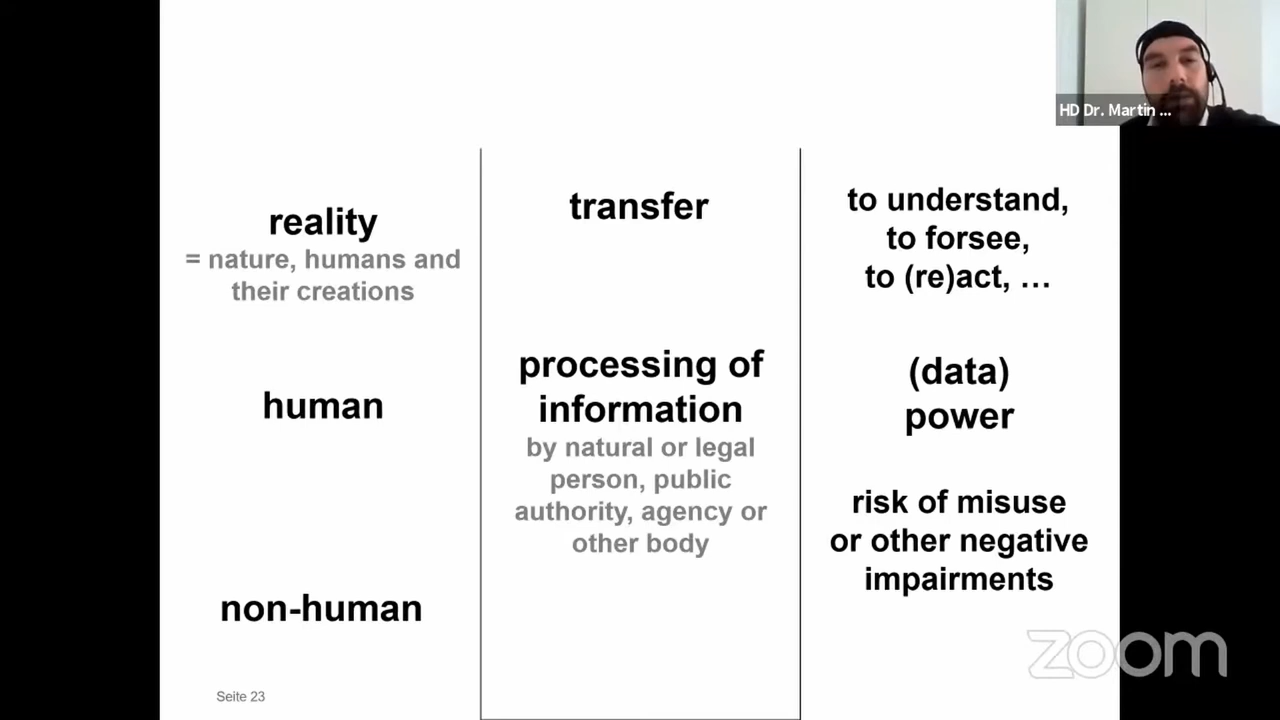 HD Dr. Martin ...
reality
= nature, humans and
their creations
human
non-human
transfer
processing of
information
by natural or legal
person, public
authority, agency or
other body
to understand,
to forsee,
to (re)act, …
(data)
power
risk of misuse
or other negative
impairments
Seite 23
zoom